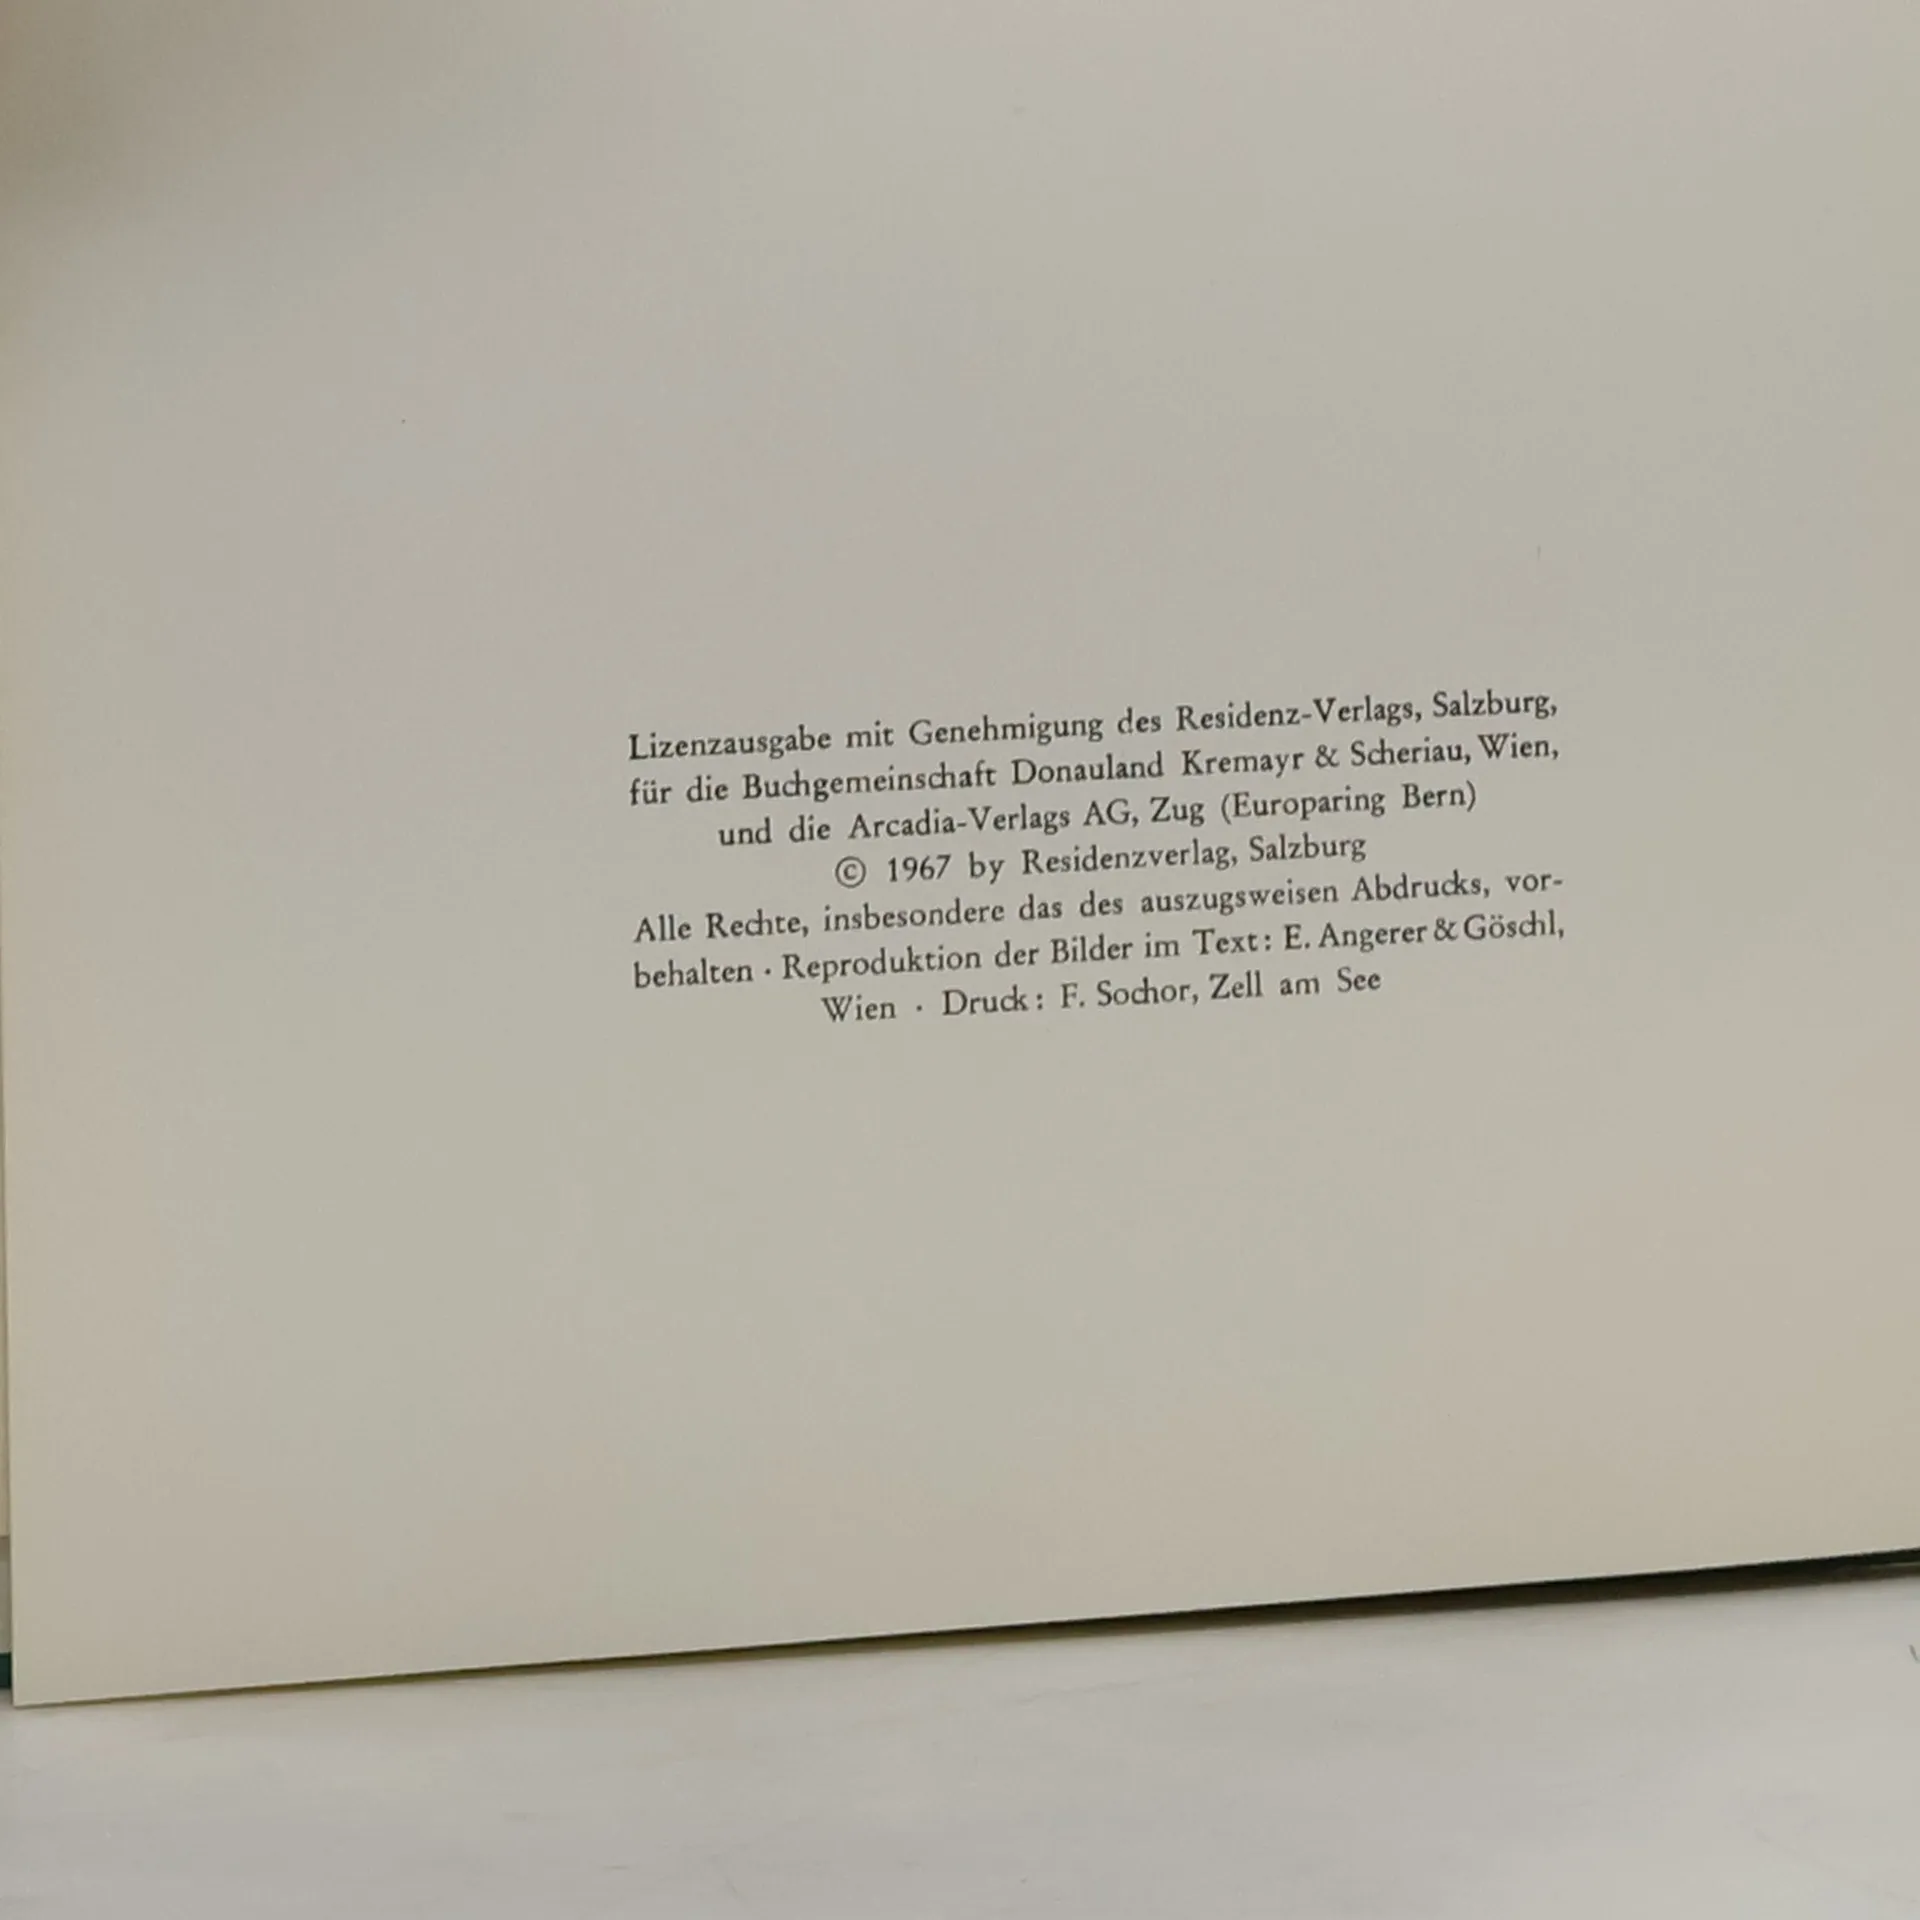 Lizenzausgabe mit Genehmigung des Residenz-Verlags, Salzburg,
für die Buchgemeinschaft Donauland Kremayr & Scheriau, Wien,
und die Arcadia-Verlags AG, Zug (Europaring Bern)
© 1967 by Residenzverlag, Salzburg
Alle Rechte, insbesondere das des auszugsweisen Abdrucks, vor-
behalten · Reproduktion der Bilder im Text: E. Angerer & Göschl,
Wien · Druck: F. Sochor, Zell am See